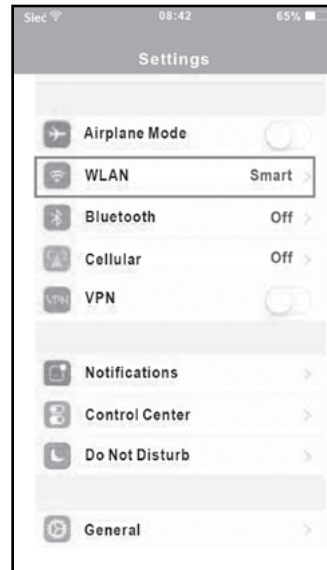 Sieć 08:42 65%
Settings
Airplane Mode
WLAN Smart
Bluetooth Off
Cellular Off
VPN VPN
Notifications
Control Center
Do Not Disturb
General